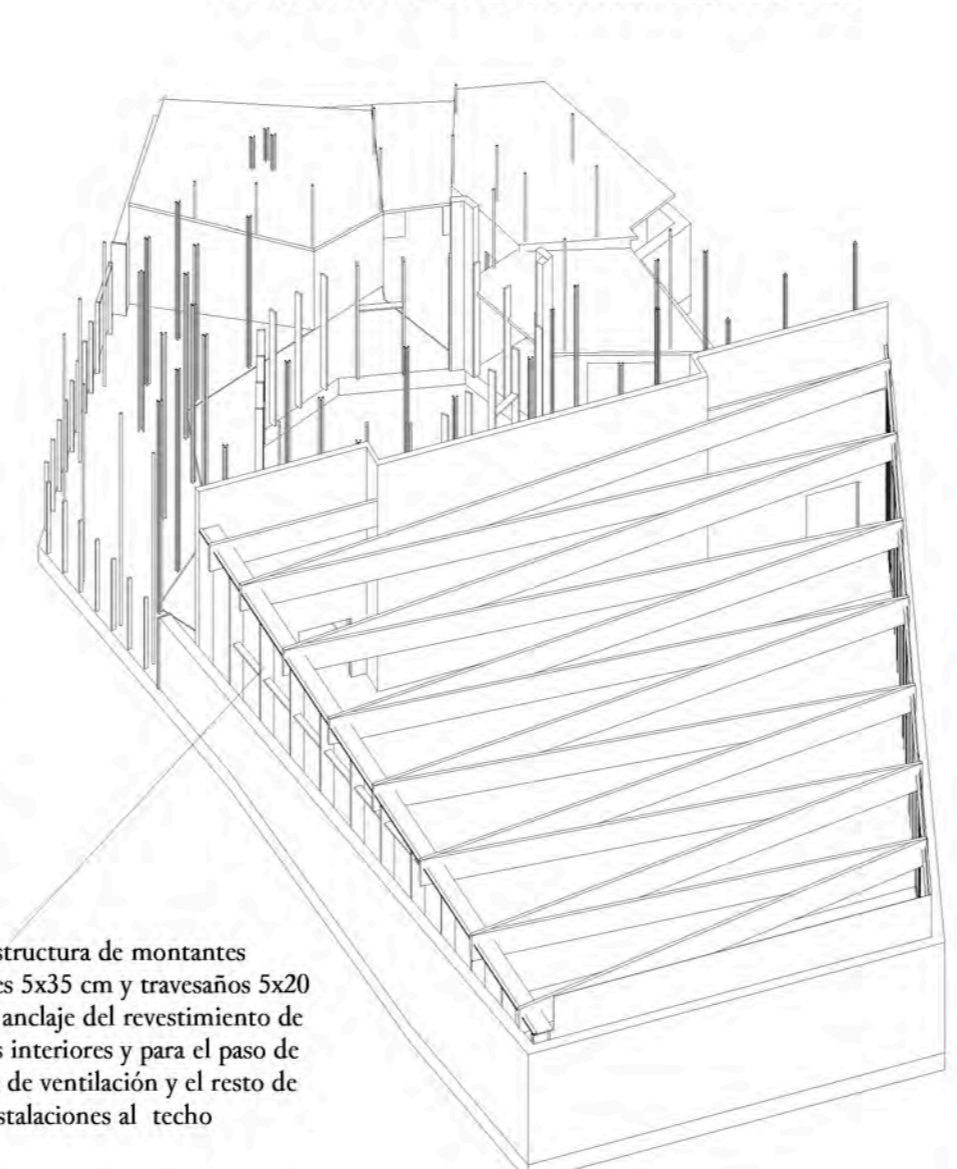 structura de montantes
es 5x35 cm y travesaños 5x20
anclaje del revestimiento de
s interiores y para el paso de
de ventilación y el resto de
stalaciones al techo